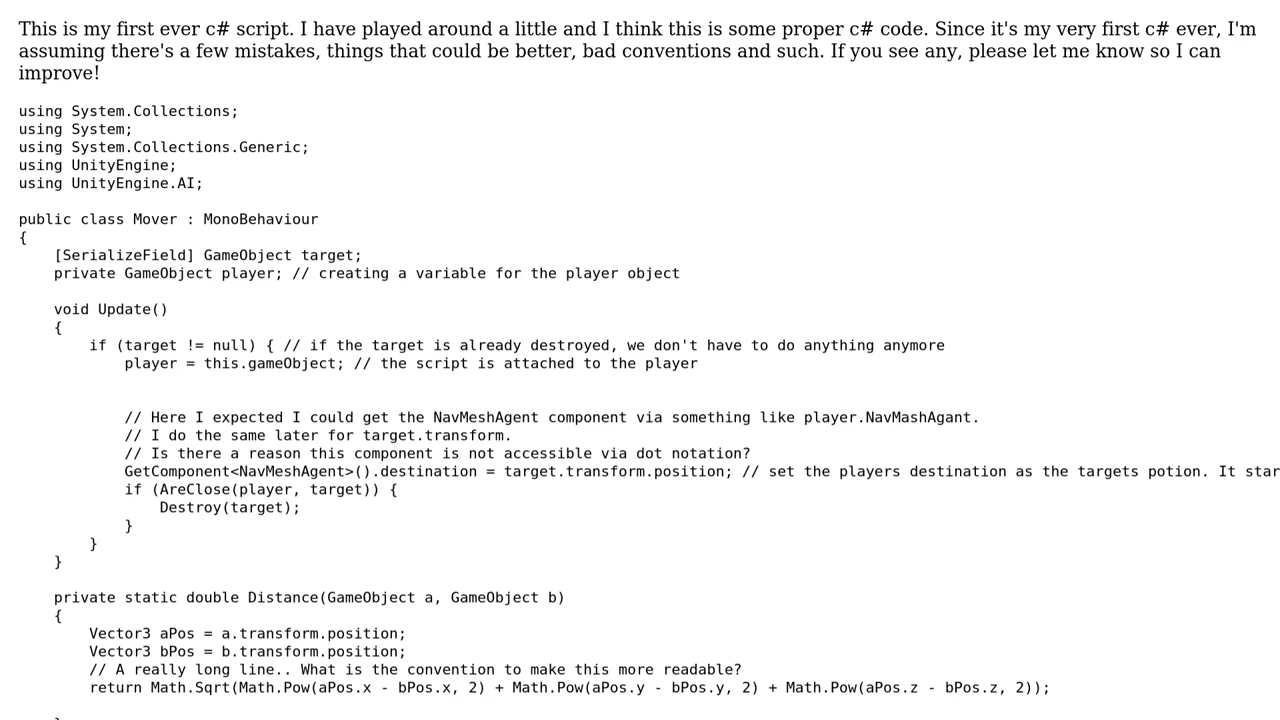 This is my first ever c# script. I have played around a little and I think this is some proper c# code. Since it's my very first c# ever, I'm
assuming there's a few mistakes, things that could be better, bad conventions and such. If you see any, please let me know so I can
improve!
using System.Collections;
using System;
using System.Collections.Generic;
using UnityEngine;
using UnityEngine.AI;
public class Mover : MonoBehaviour
{
    [SerializeField] GameObject target;
    private GameObject player; // creating a variable for the player object
    void Update()
    {
        if (target != null) { // if the target is already destroyed, we don't have to do anything anymore
            player = this.gameObject; // the script is attached to the player
            // Here I expected I could get the NavMeshAgent component via something like player.NavMashAgant.
            // I do the same later for target.transform.
            // Is there a reason this component is not accessible via dot notation?
            GetComponent<NavMeshAgent>().destination = target.transform.position; // set the players destination as the targets potion. It star
            if (AreClose(player, target)) {
                Destroy(target);
            }
        }
    }
    private static double Distance(GameObject a, GameObject b)
    {
        Vector3 aPos = a.transform.position;
        Vector3 bPos = b.transform.position;
        // A really long line.. What is the convention to make this more readable?
        return Math.Sqrt(Math.Pow(aPos.x - bPos.x, 2) + Math.Pow(aPos.y - bPos.y, 2) + Math.Pow(aPos.z - bPos.z, 2));